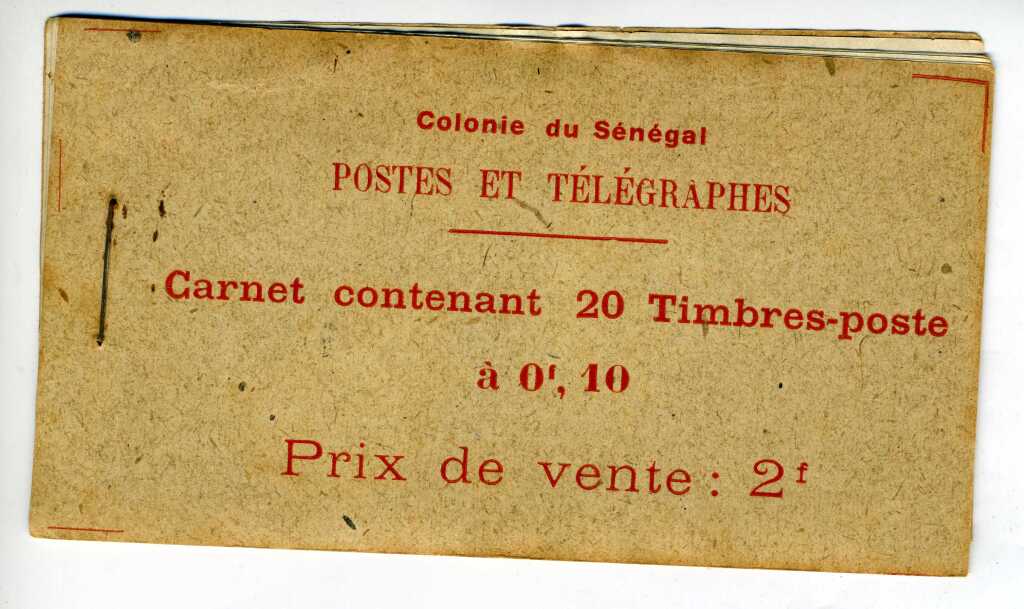 Colonie du Sénégal
POSTES ET TÉLÉGRAPHES
Carnet contenant 20 Timbres-poste
à 0ᶠ, 10
Prix de vente : 2ᶠ